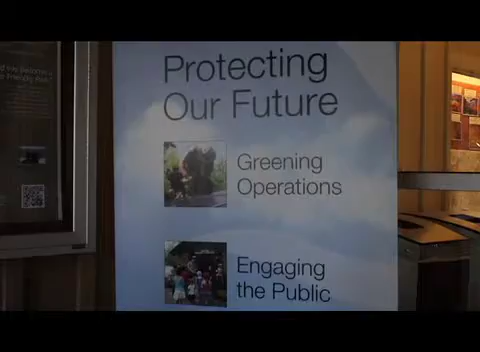 Protecting
Our Future
Greening
Operations
Engaging
the Public